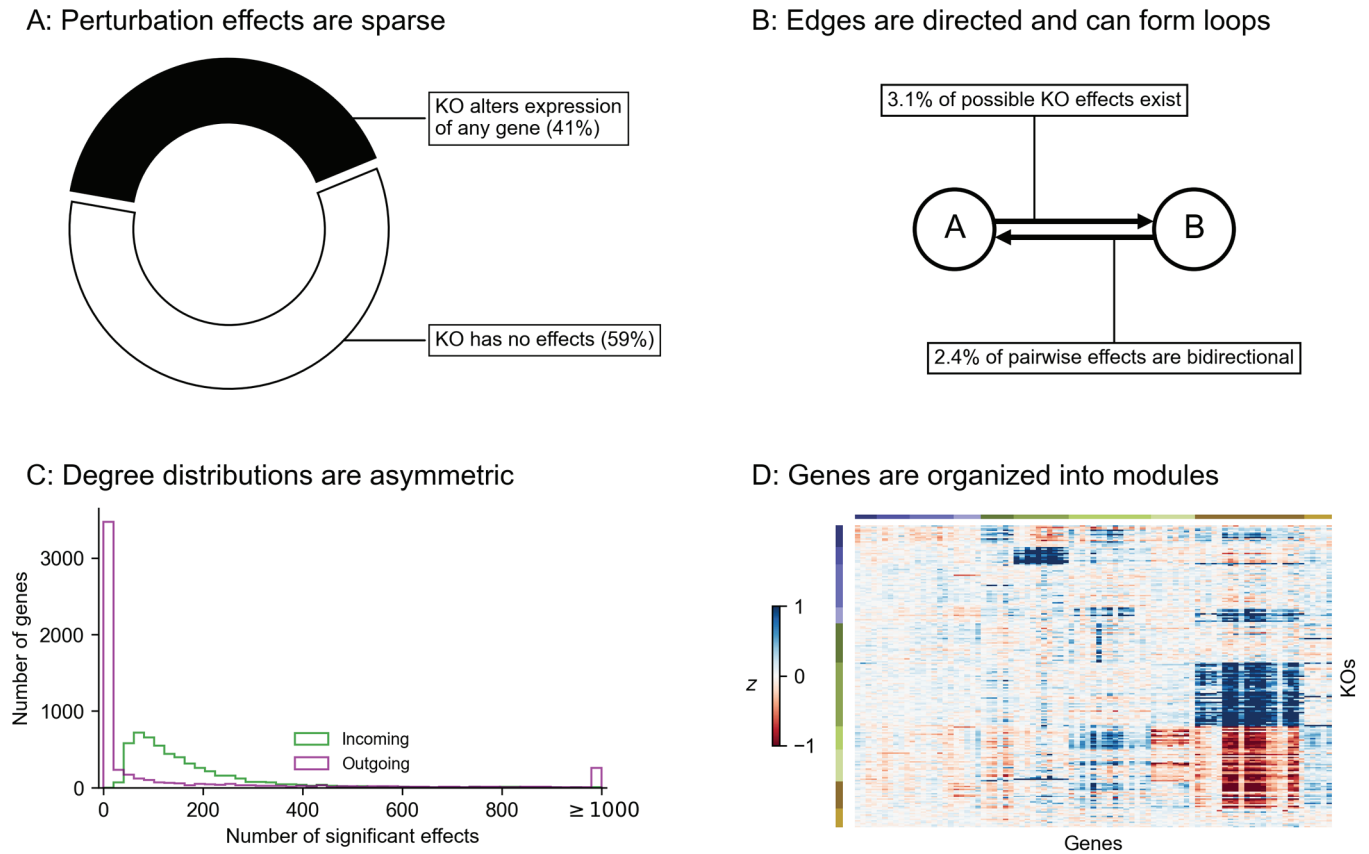 A: Perturbation effects are sparse
KO alters expression
of any gene (41%)
KO has no effects (59%)
B: Edges are directed and can form loops
3.1% of possible KO effects exist
A
B
2.4% of pairwise effects are bidirectional
C: Degree distributions are asymmetric
Number of genes
3000
2000
1000
0
Incoming
Outgoing
0
200
400
600
800
≥ 1000
Number of significant effects
D: Genes are organized into modules
z
1
0
−1
KOs
Genes